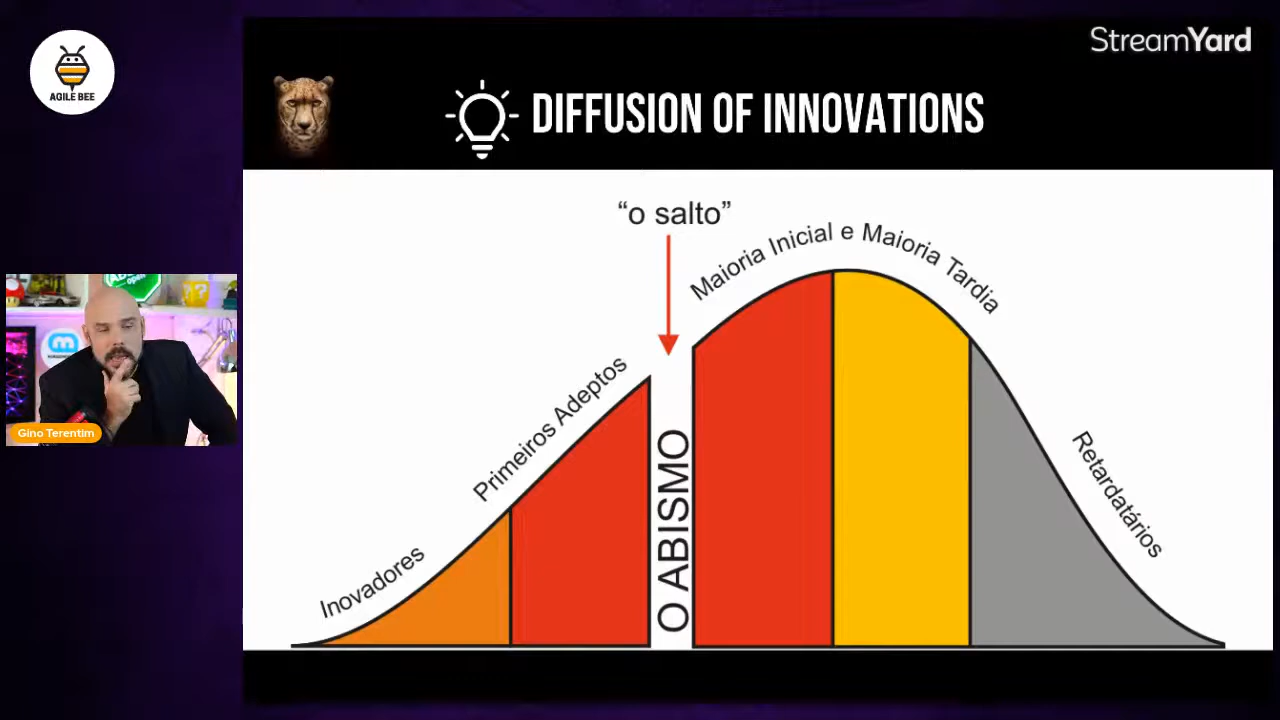 AGILE BEE
StreamYard
DIFFUSION OF INNOVATIONS
“o salto”
Maioria Inicial e Maioria Tardia
Primeiros Adeptos
O ABISMO
Inovadores
Retardatários
Gino Terentim